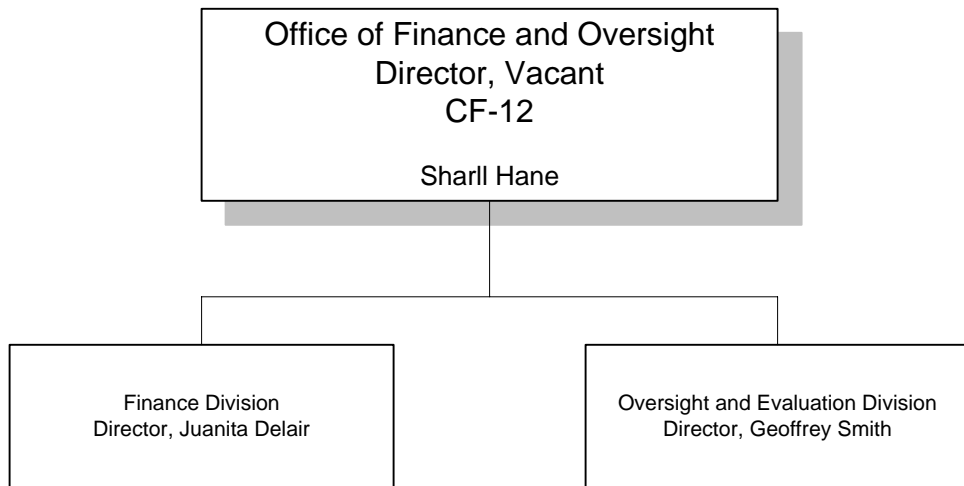 Office of Finance and Oversight
Director, Vacant
CF-12
Sharll Hane
Finance Division
Director, Juanita Delair
Oversight and Evaluation Division
Director, Geoffrey Smith